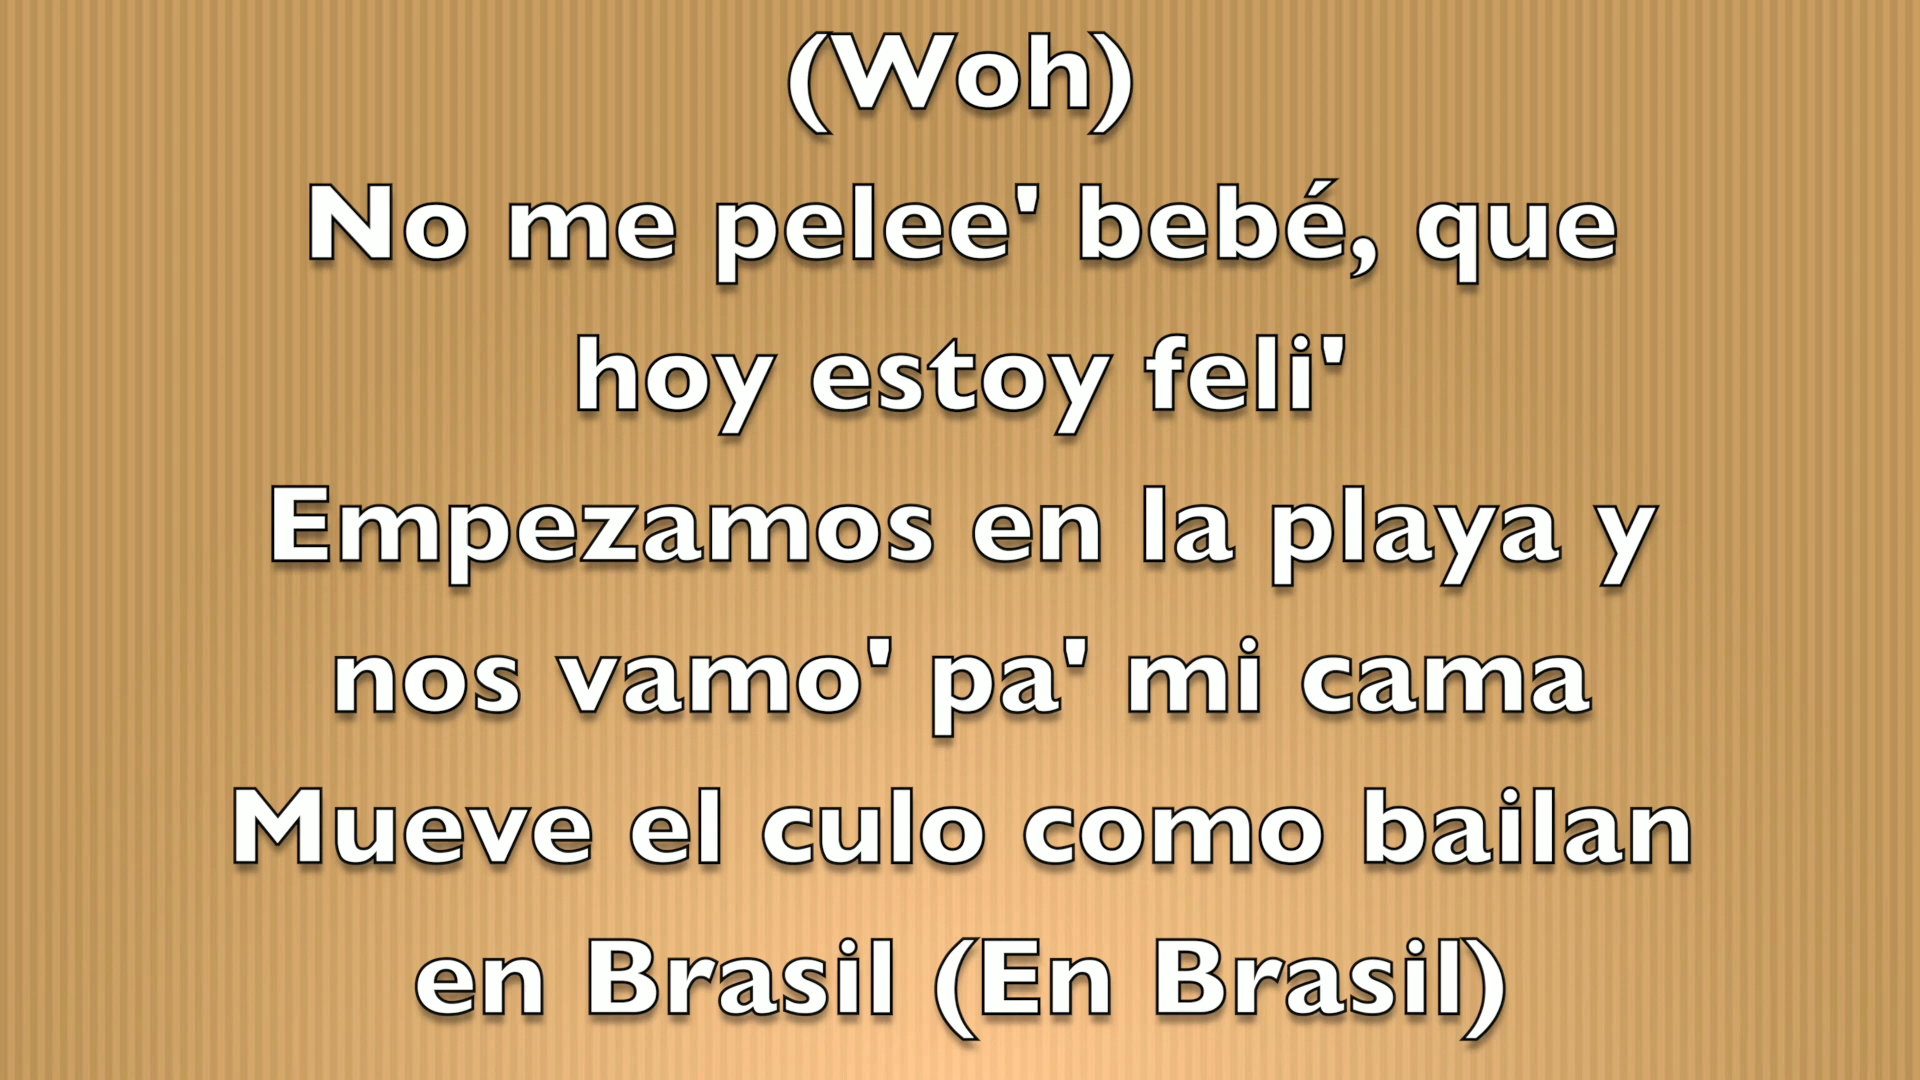 (Woh)
No me pelee' bebé, que
hoy estoy feli'
Empezamos en la playa y
nos vamo' pa' mi cama
Mueve el culo como bailan
en Brasil (En Brasil)